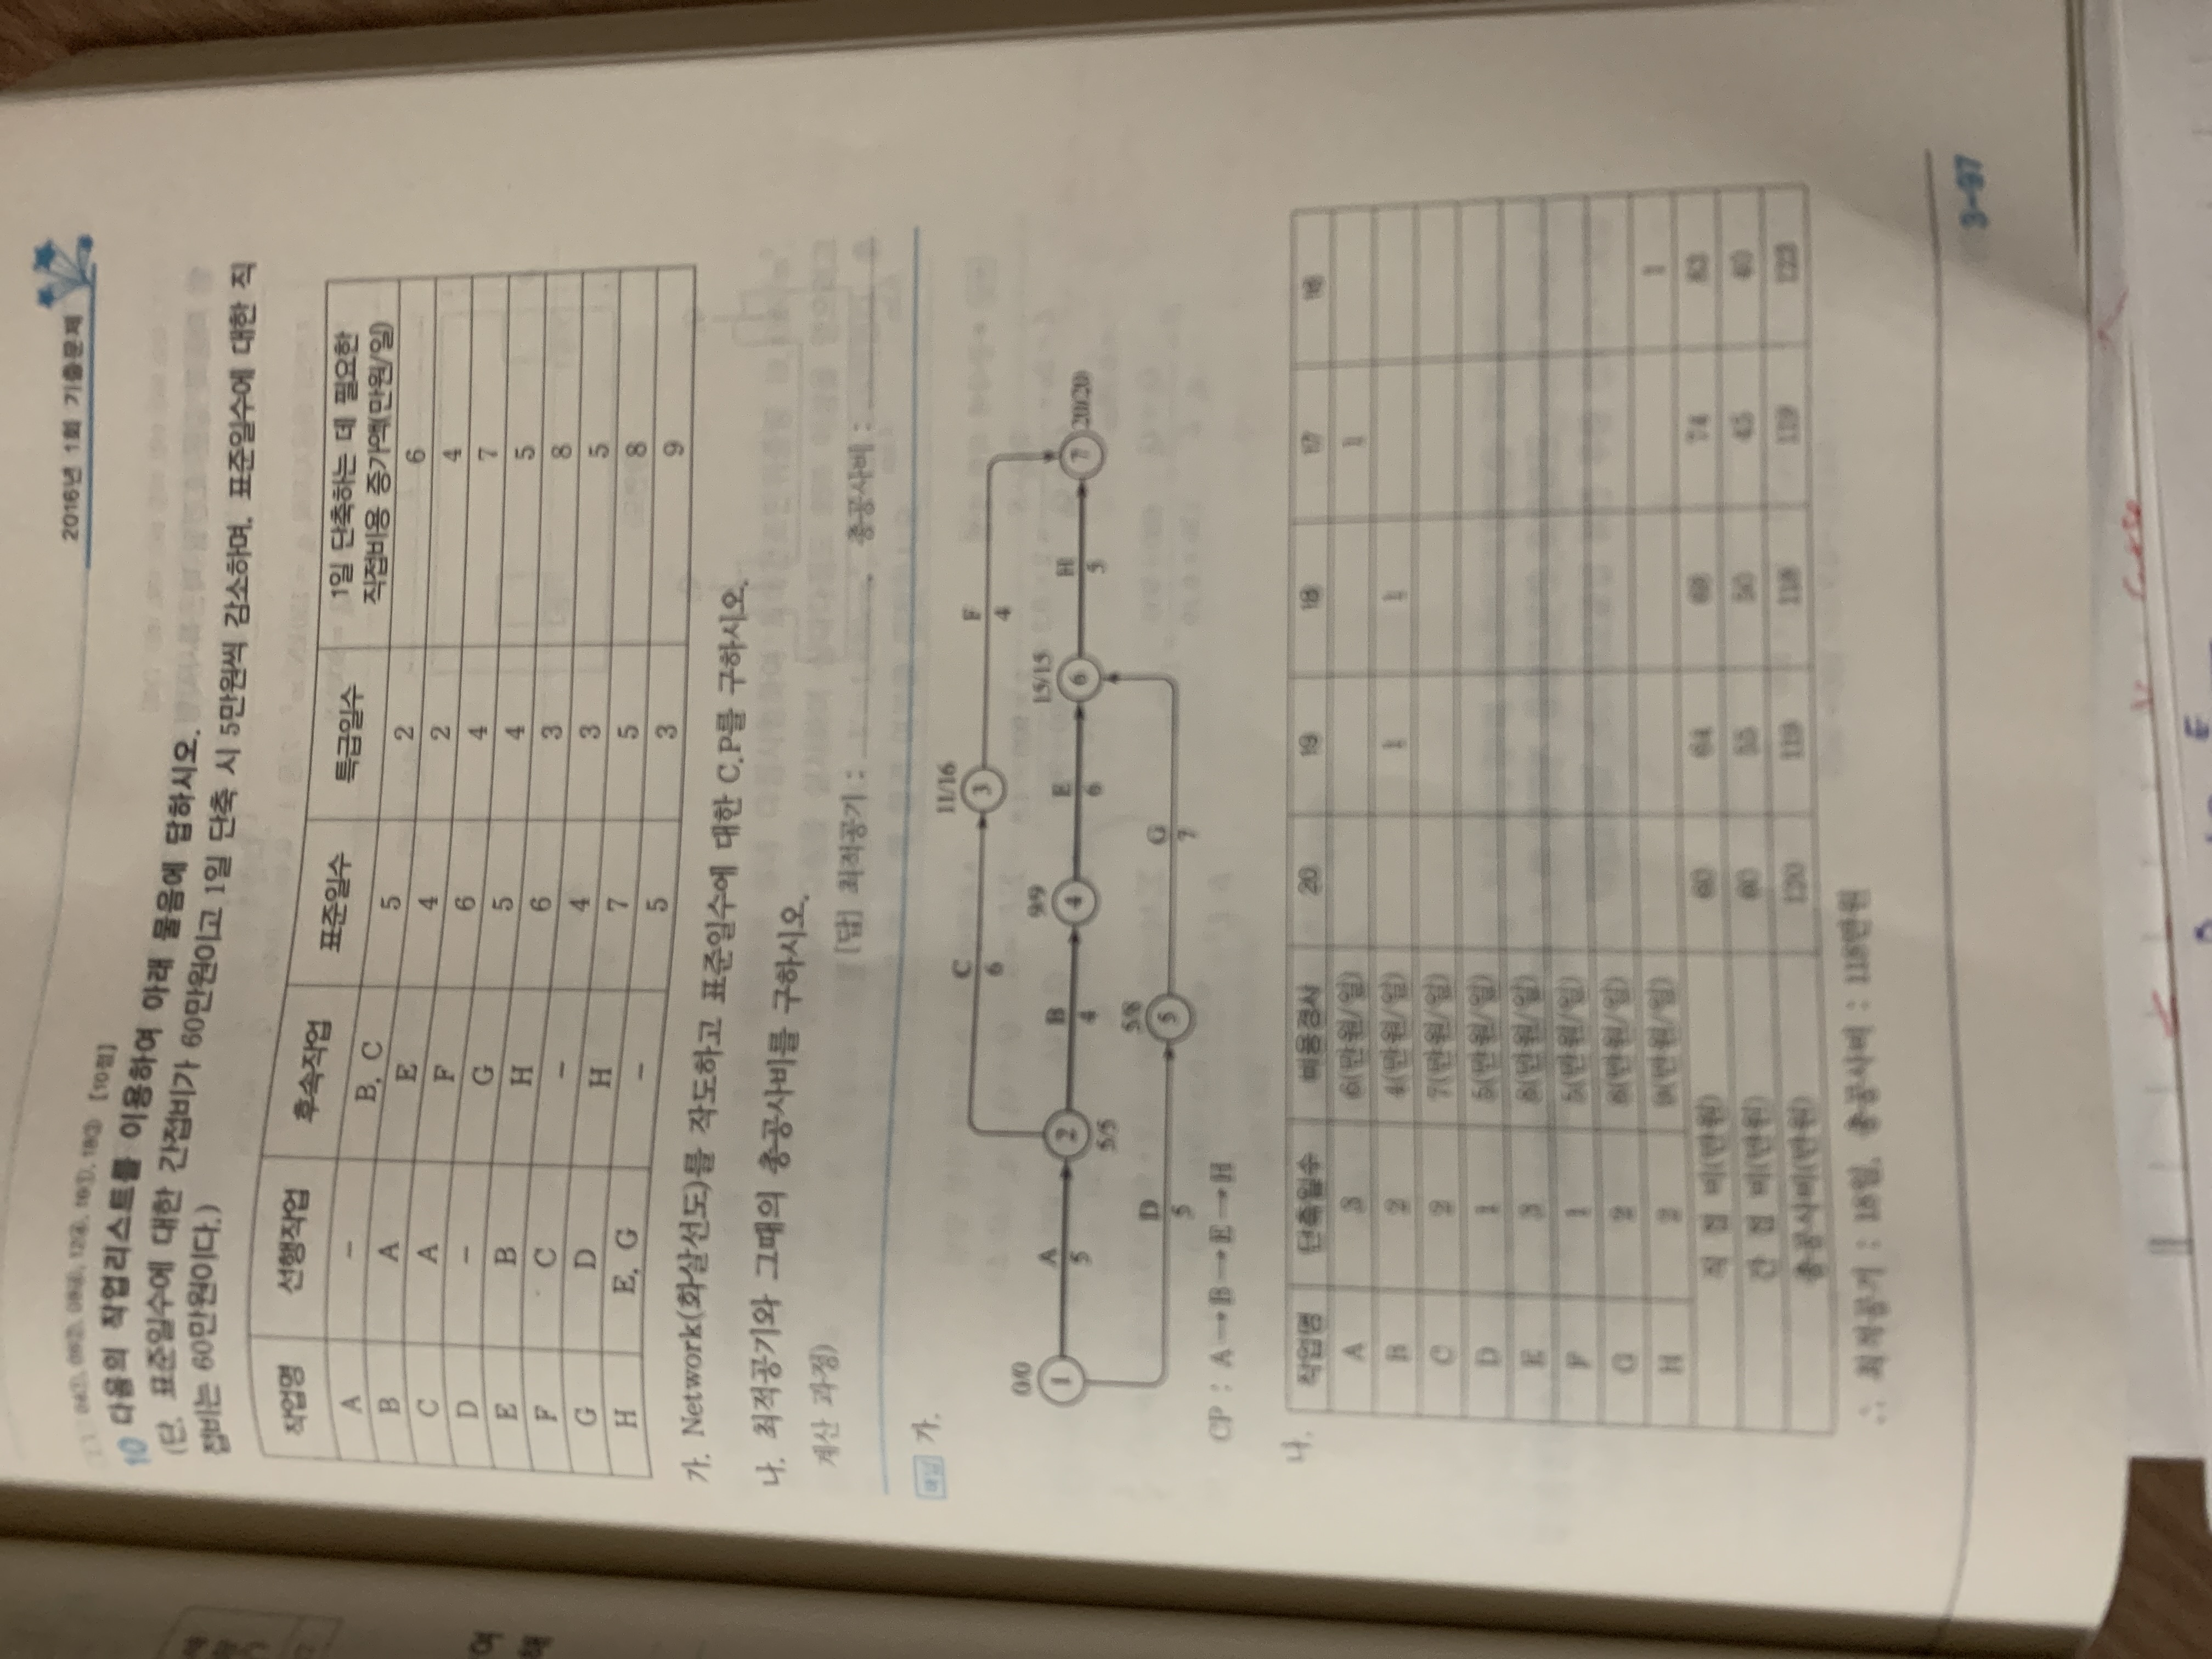 2016년 1회 기출문제
10 다음의 작업리스트를 이용하여 아래 물음에 답하시오. [10점]
(단, 표준일수에 대한 간접비가 60만원이고 1일 단축 시 5만원씩 감소하며, 표준일수에 대한 직
접비는 60만원이다.)
작업명 선행작업 후속작업 표준일수 특급일수 1일 단축하는 데 필요한 직접비용 증가액(만원/일)
A - B, C 5 2 6
B A E 4 2 4
C A F 6 4 7
D - G 5 4 5
E B H 6 3 8
F C - 4 3 5
G D H 7 5 8
H E, G - 5 3 9
가. Network(화살선도)를 작도하고 표준일수에 대한 C.P를 구하시오.
나. 최적공기와 그때의 총공사비를 구하시오.
계산 과정)
[답] 최적공기 : , 총공사비 :
해답 가.
11/16
C F
0/0 3
6 4
9/9 15/15
A B E H
1 2 4 6 7 20/20
5 4 6 5
5/5 5/8
D G
5
5 7
CP : A→B→E→H
나.
작업명 단축일수 비용경사 20 19 18 17 16
A 3 6(만원/일) 1
B 2 4(만원/일) 1 1
C 2 7(만원/일)
D 1 5(만원/일)
E 3 8(만원/일)
F 1 5(만원/일)
G 2 8(만원/일)
H 2 9(만원/일) 1
직 접 비(만원) 60 64 68 74 83
간 접 비(만원) 60 55 50 45 40
총공사비(만원) 120 119 118 119 123
∴ 최적공기 : 18일, 총공사비 : 118만원
3-97